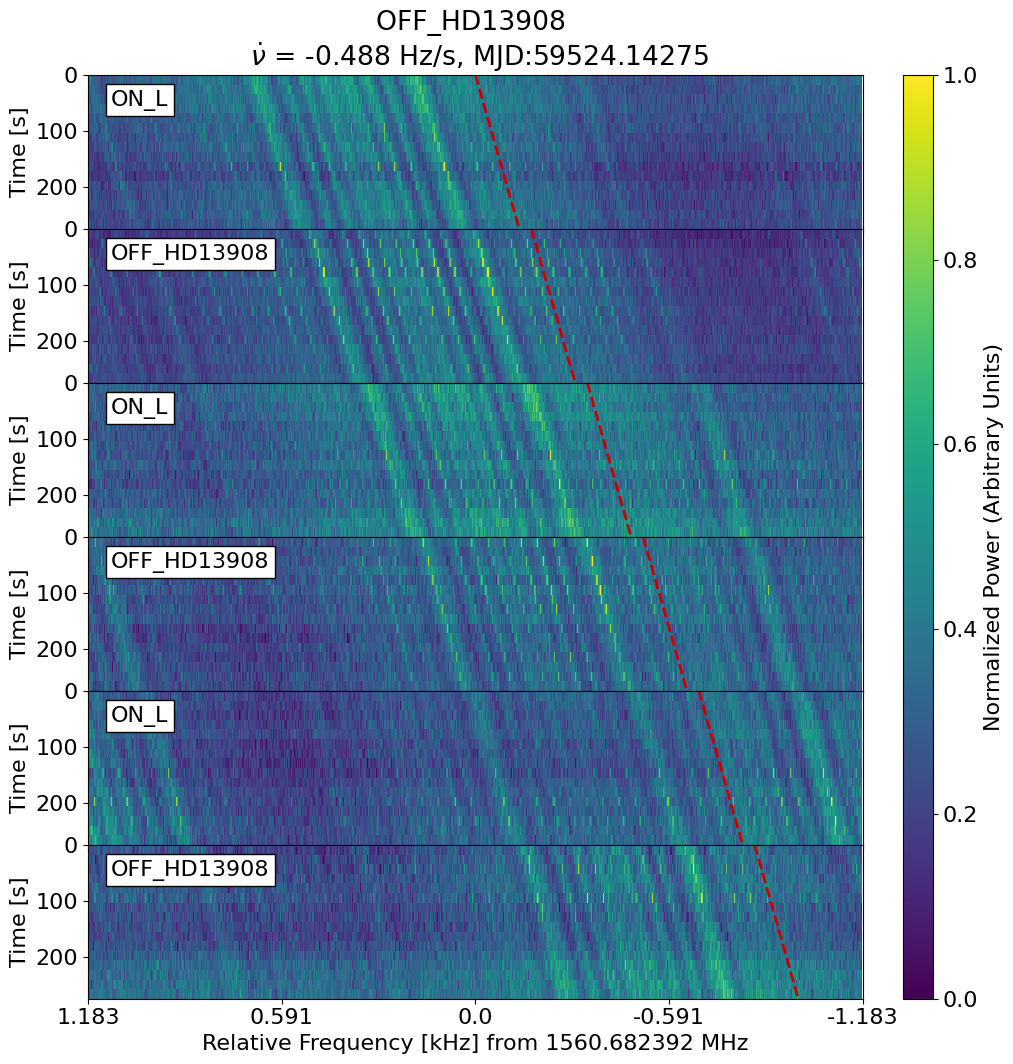 OFF_HD13908
ν̇ = -0.488 Hz/s, MJD:59524.14275
0
100
200
Time [s]
ON_L
0
100
200
Time [s]
OFF_HD13908
0
100
200
Time [s]
ON_L
0
100
200
Time [s]
OFF_HD13908
0
100
200
Time [s]
ON_L
0
100
200
Time [s]
OFF_HD13908
1.183 0.591 0.0 -0.591 -1.183
Relative Frequency [kHz] from 1560.682392 MHz
1.0
0.8
0.6
0.4
0.2
0.0
Normalized Power (Arbitrary Units)